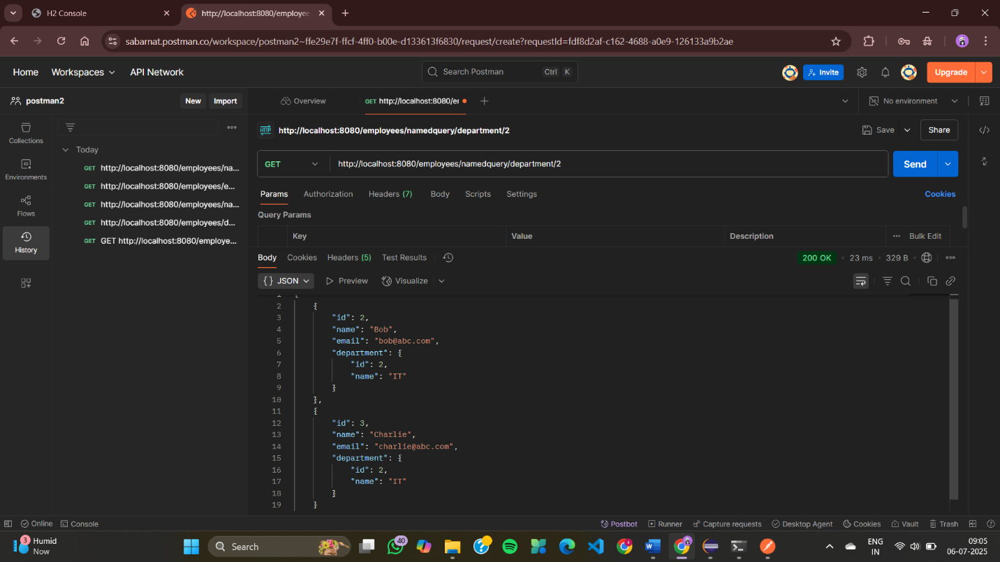 H2 Console
http://localhost:8080/employee
sabarnat.postman.co/workspace/postman2~ffe29e7f-ffcf-4ff0-b00e-d133613f6830/request/create?requestId=fdf8d2af-c162-4688-a0e9-126133a9b2ae
Home Workspaces API Network
Search Postman Ctrl K
Invite
Upgrade
postman2 New Import
Overview
GET http://localhost:8080/er
No environment
Collections
Environments
Flows
History
Today
GET http://localhost:8080/employees/na...
GET http://localhost:8080/employees/e...
GET http://localhost:8080/employees/na...
GET http://localhost:8080/employees/d...
GET GET http://localhost:8080/employe...
HTTP http://localhost:8080/employees/namedquery/department/2
Save Share
GET http://localhost:8080/employees/namedquery/department/2
Send
Params Authorization Headers (7) Body Scripts Settings Cookies
Query Params
Key Value Description ... Bulk Edit
Body Cookies Headers (5) Test Results
200 OK • 23 ms • 329 B •
{} JSON Preview Visualize
1 [
2 {
3 "id": 2,
4 "name": "Bob",
5 "email": "bob@abc.com",
6 "department": {
7 "id": 2,
8 "name": "IT"
9 }
10 },
11 {
12 "id": 3,
13 "name": "Charlie",
14 "email": "charlie@abc.com",
15 "department": {
16 "id": 2,
17 "name": "IT"
18 }
19 }
Online Console
Postbot Runner Capture requests Desktop Agent Cookies Vault Trash
3
Humid
Now
Search
40
ENG
IN
09:05
06-07-2025